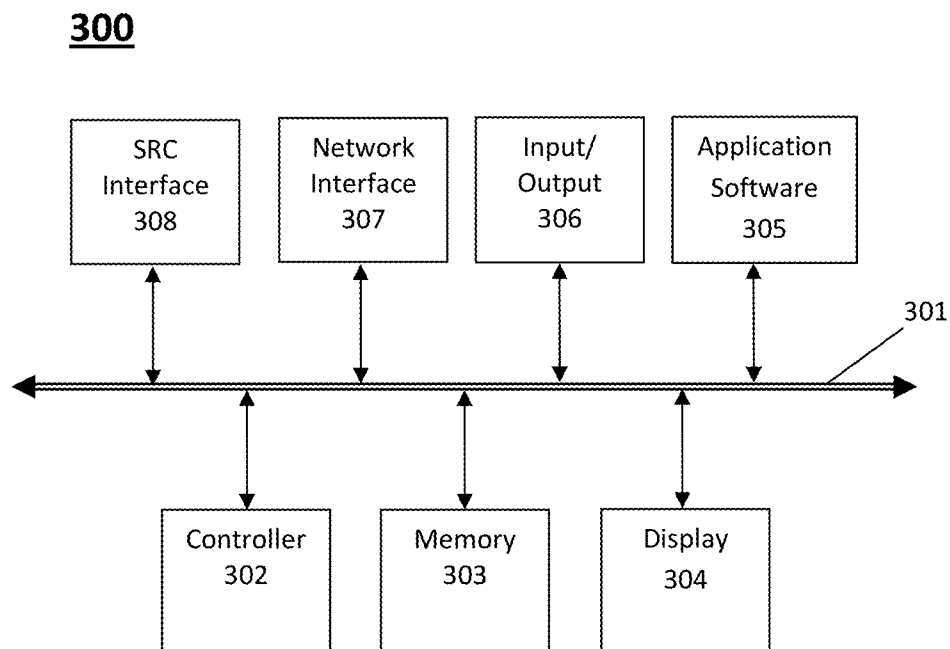 300
SRC
Interface
308
Network
Interface
307
Input/
Output
306
Application
Software
305
301
Controller
302
Memory
303
Display
304